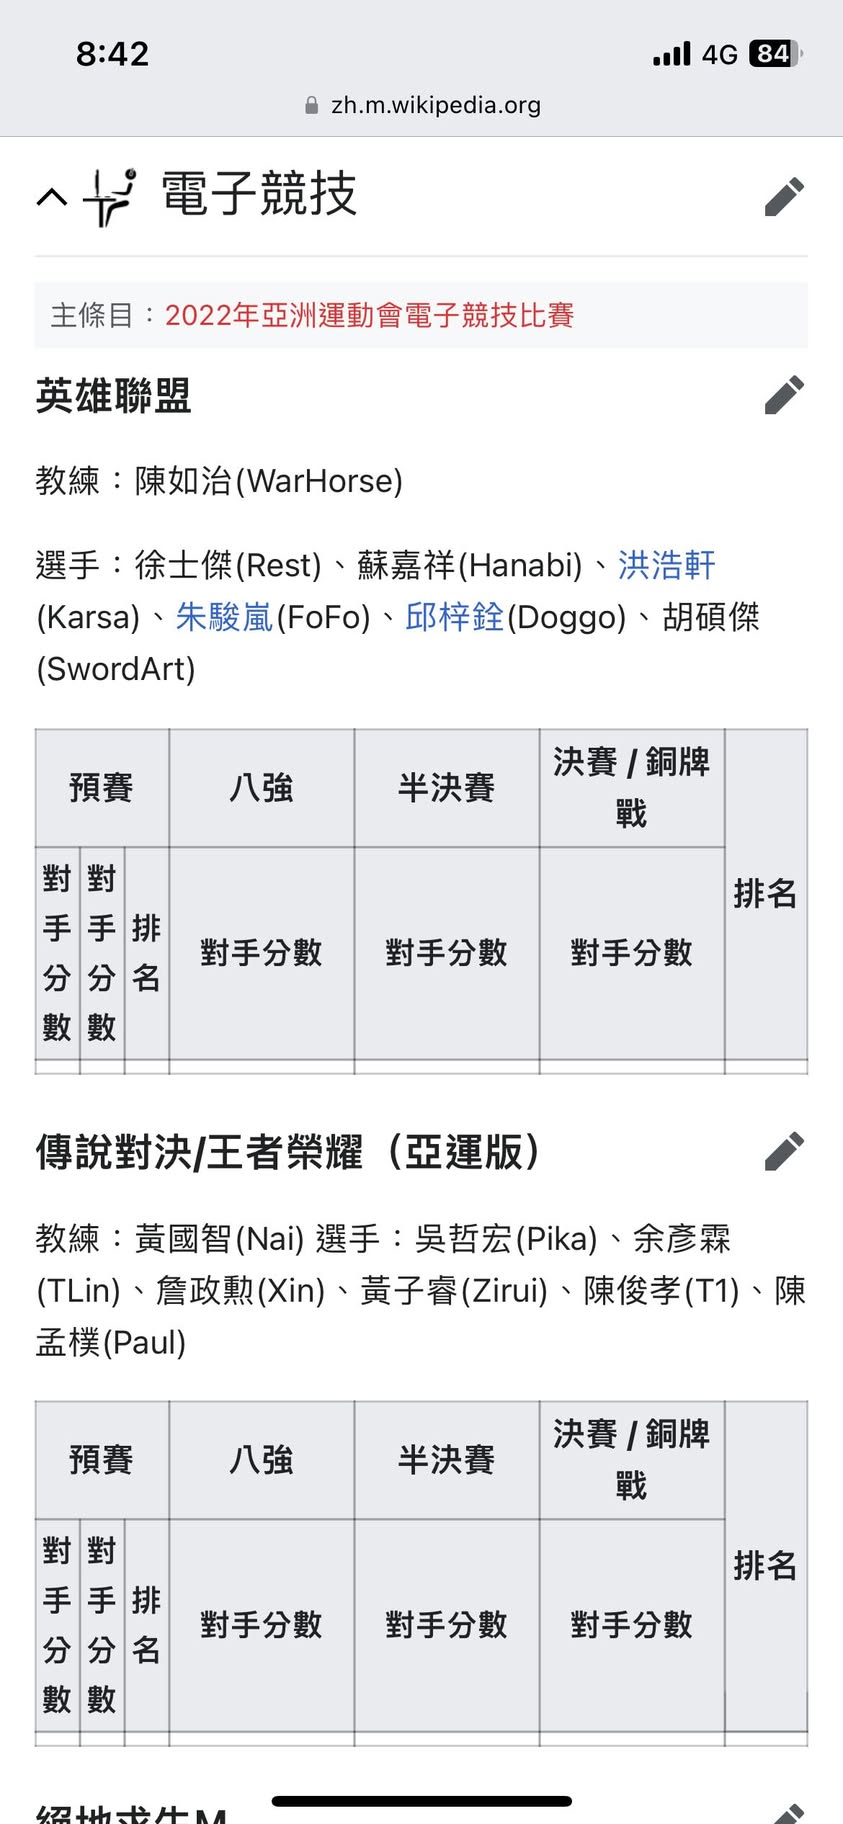 8:42
4G 84
zh.m.wikipedia.org
電子競技
主條目：2022年亞洲運動會電子競技比賽
英雄聯盟
教練：陳如治(WarHorse)
選手：徐士傑(Rest)、蘇嘉祥(Hanabi)、洪浩軒
(Karsa)、朱駿嵐(FoFo)、邱梓銓(Doggo)、胡碩傑
(SwordArt)
預賽 八強 半決賽 決賽 / 銅牌
戰
排名
對手分數 對手分數 排名 對手分數 對手分數 對手分數
傳說對決/王者榮耀（亞運版）
教練：黃國智(Nai) 選手：吳哲宏(Pika)、余彥霖
(TLin)、詹政勲(Xin)、黃子睿(Zirui)、陳俊孝(T1)、陳
孟樸(Paul)
預賽 八強 半決賽 決賽 / 銅牌
戰
排名
對手分數 對手分數 排名 對手分數 對手分數 對手分數
絕地求生M